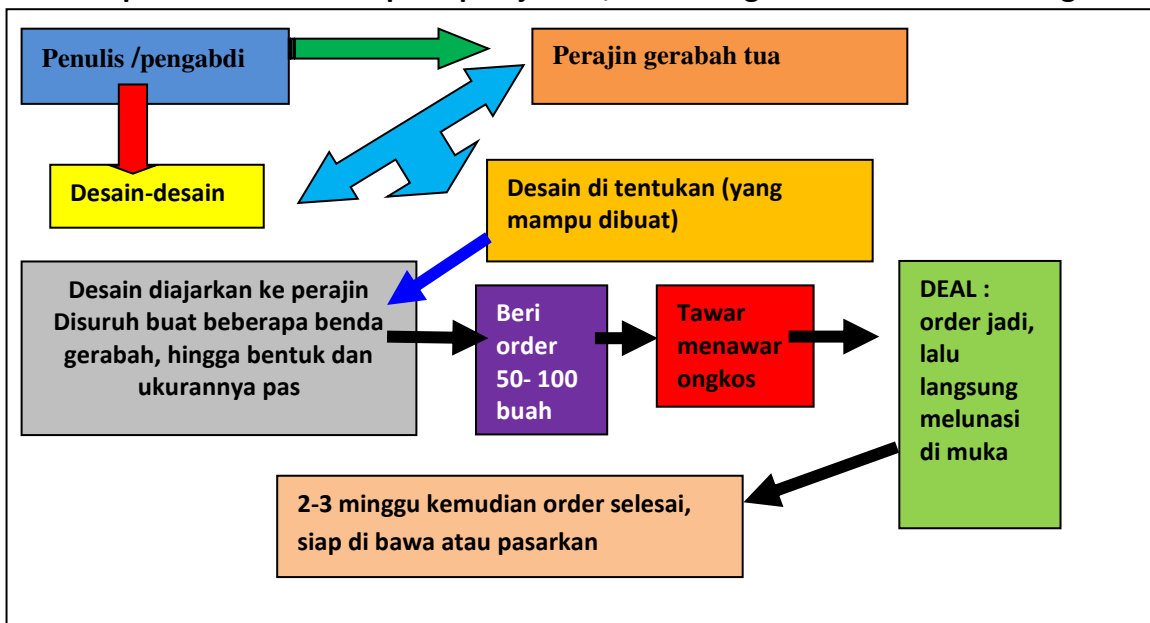 Penulis /pengabdi
Perajin gerabah tua
Desain-desain
Desain di tentukan (yang
mampu dibuat)
Desain diajarkan ke perajin
Disuruh buat beberapa benda
gerabah, hingga bentuk dan
ukurannya pas
Beri
order
50- 100
buah
Tawar
menawar
ongkos
DEAL :
order jadi,
lalu
langsung
melunasi
di muka
2-3 minggu kemudian order selesai,
siap di bawa atau pasarkan